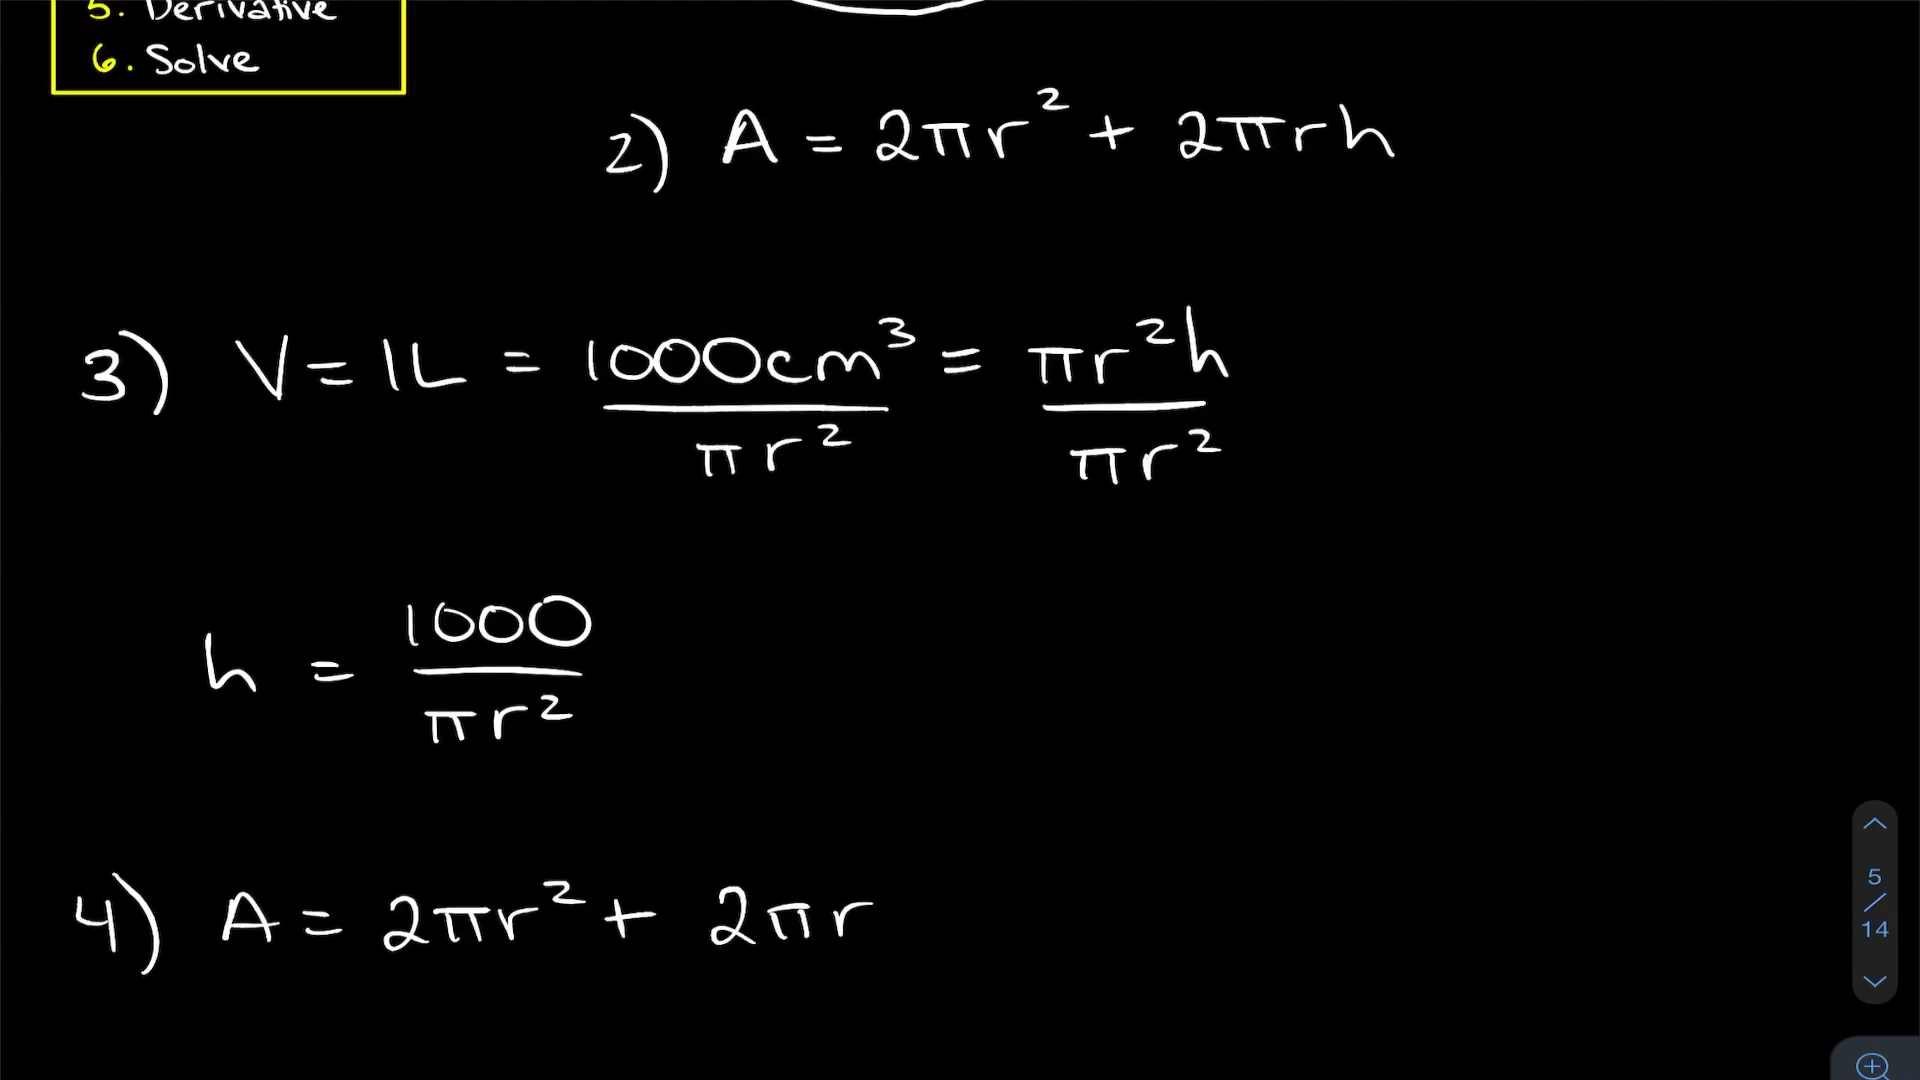 5. Derivative
6. Solve
2) A = 2πr² + 2πrh
3) V = 1L = 1000cm³ / πr² = πr²h / πr²
h = 1000 / πr²
4) A = 2πr² + 2πr
5
/
14